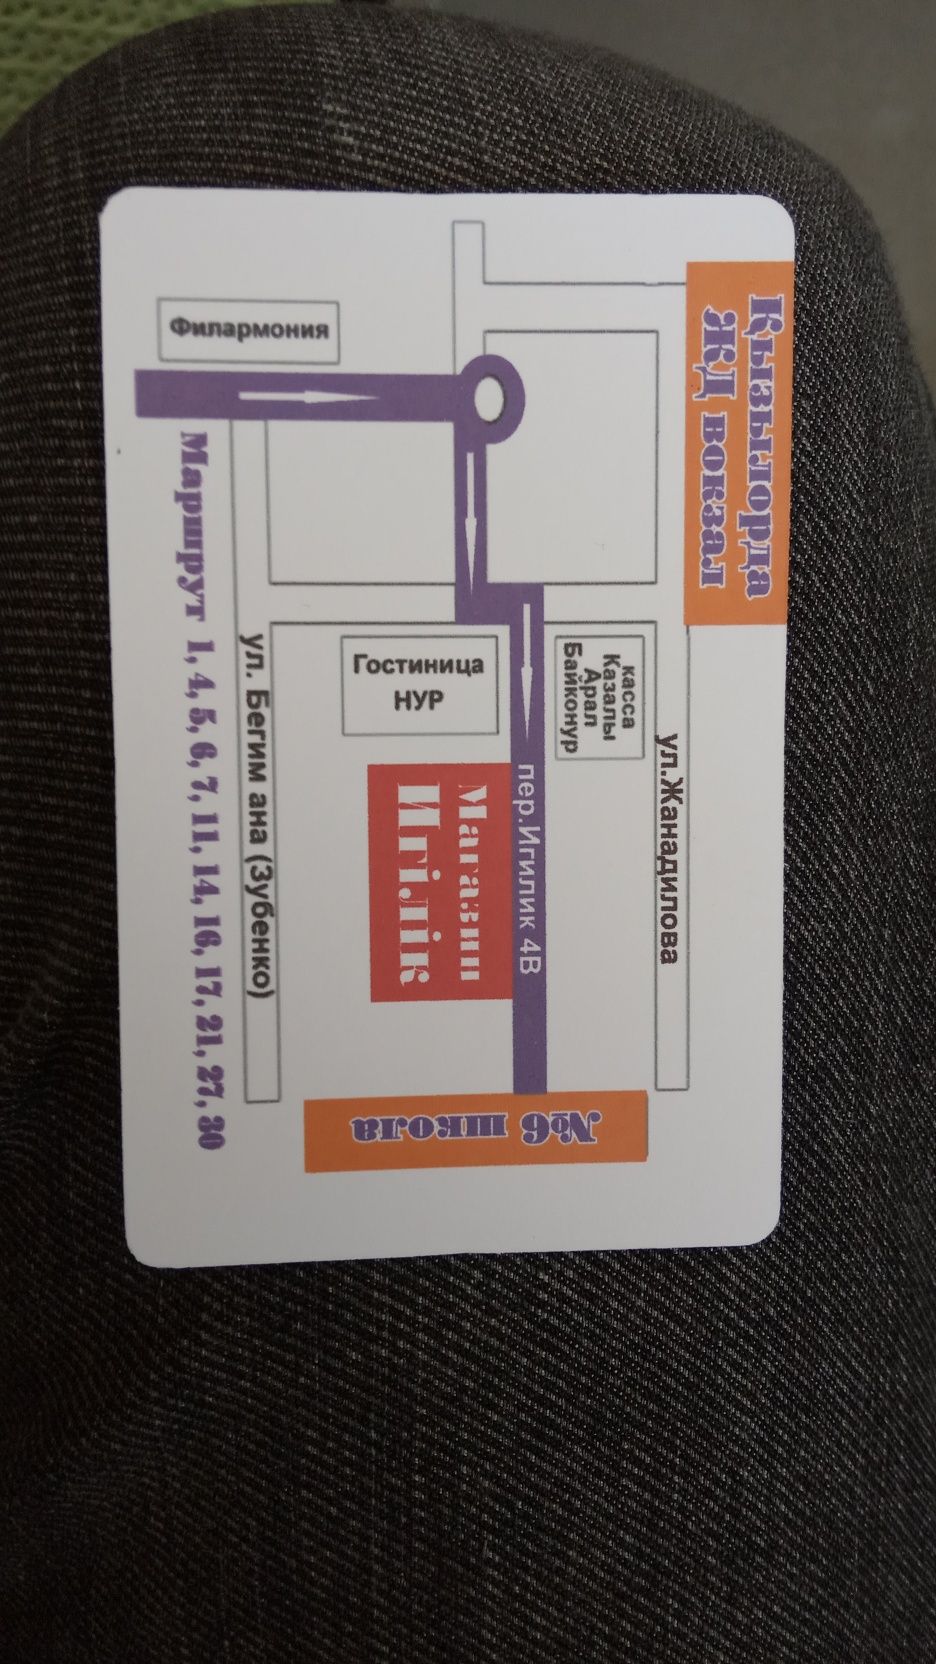 Қызылорда
ЖД вокзал
Филармония
ул.Жанадилова
касса
Казалы
Арал
Байконур
Гостиница
НУР
пер.Игилик 4В
Магазин
Игілік
№6 школа
ул. Бегим ана (Зубенко)
Маршрут 1, 4, 5, 6, 7, 11, 14, 16, 17, 21, 27, 30